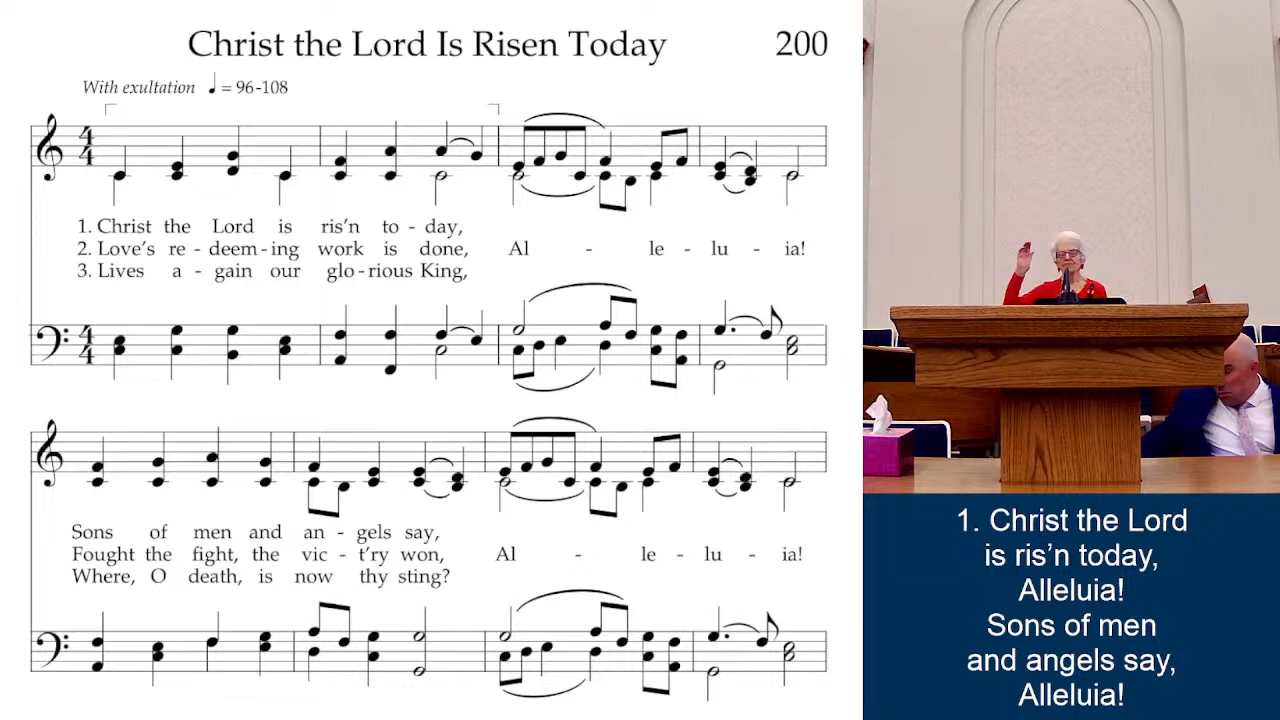 Christ the Lord Is Risen Today 200
With exultation ♩ = 96-108
4 4
1. Christ the Lord is ris’n to - day,
2. Love’s re - deem - ing work is done, Al - le - lu - ia!
3. Lives a - gain our glo - rious King,
4 4
Sons of men and an - gels say,
Fought the fight, the vic - t’ry won, Al - le - lu - ia!
Where, O death, is now thy sting?
1. Christ the Lord
is ris’n today,
Alleluia!
Sons of men
and angels say,
Alleluia!